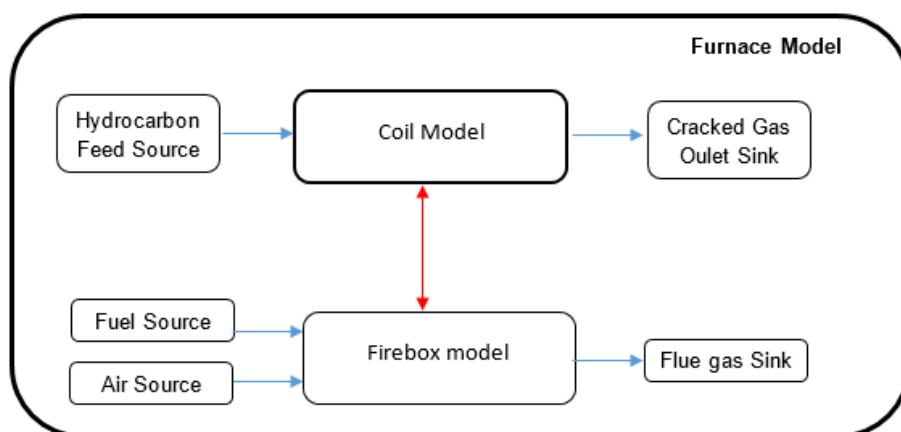 Furnace Model
Hydrocarbon
Feed Source
Coil Model
Cracked Gas
Oulet Sink
Fuel Source
Air Source
Firebox model
Flue gas Sink